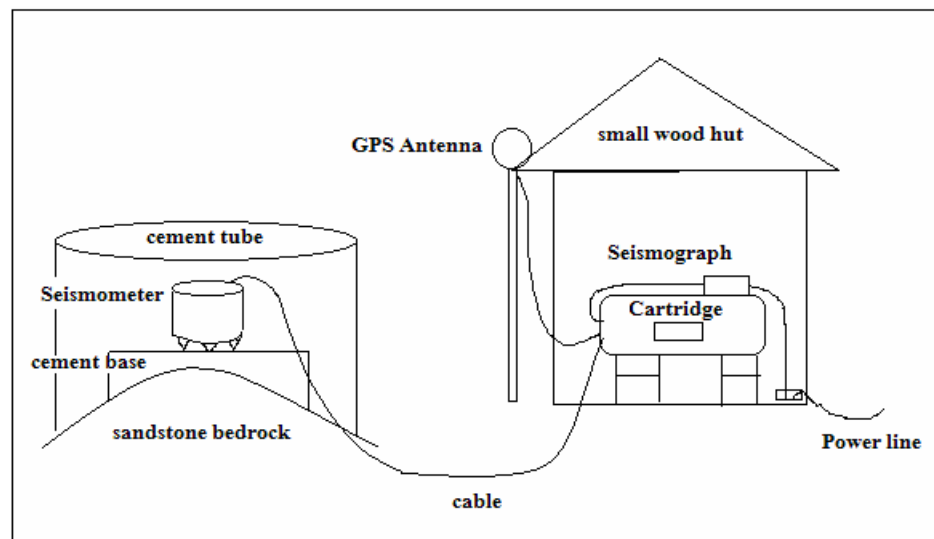 small wood hut
GPS Antenna
cement tube
Seismograph
Seismometer
Cartridge
cement base
sandstone bedrock
Power line
cable